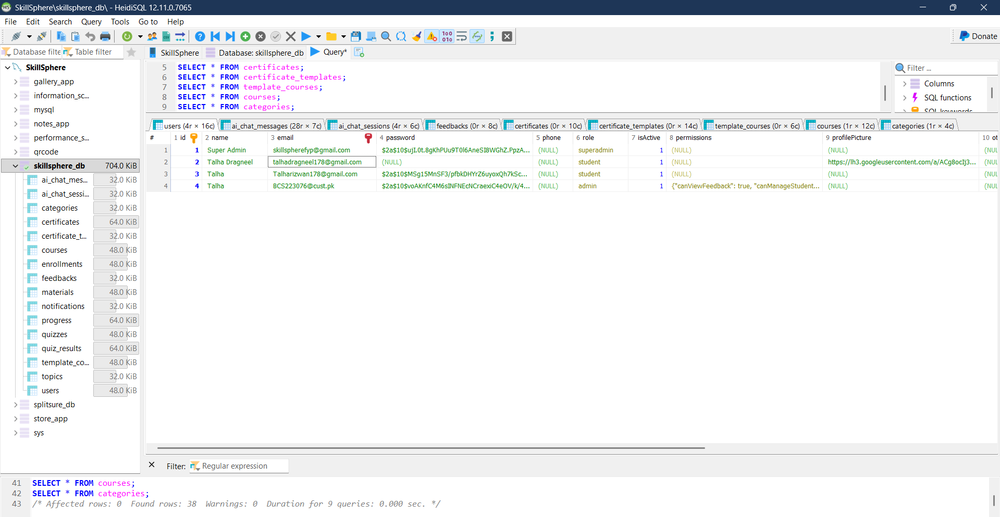 SkillSphere\skillsphere_db\ - HeidiSQL 12.11.0.7065
File Edit Search Query Tools Go to Help
Donate
Database filte Table filter
SkillSphere Database: skillsphere_db Query*
SkillSphere
gallery_app
information_sc...
mysql
notes_app
performance_s...
qrcode
skillsphere_db 704.0 KiB
ai_chat_mes... 32.0 KiB
ai_chat_sessi... 32.0 KiB
categories 32.0 KiB
certificates 64.0 KiB
certificate_t... 32.0 KiB
courses 48.0 KiB
enrollments 48.0 KiB
feedbacks 32.0 KiB
materials 48.0 KiB
notifications 32.0 KiB
progress 64.0 KiB
quizzes 48.0 KiB
quiz_results 64.0 KiB
template_co... 48.0 KiB
topics 32.0 KiB
users 48.0 KiB
splitsure_db
store_app
sys
5 SELECT * FROM certificates;
6 SELECT * FROM certificate_templates;
7 SELECT * FROM template_courses;
8 SELECT * FROM courses;
9 SELECT * FROM categories;
Filter ...
Columns
SQL functions
SQL keywords
users (4r × 16c) ai_chat_messages (28r × 7c) ai_chat_sessions (4r × 6c) feedbacks (0r × 8c) certificates (0r × 10c) certificate_templates (0r × 14c) template_courses (0r × 6c) courses (1r × 12c) categories (1r × 4c)
# 1 id 2 name 3 email 4 password 5 phone 6 role 7 isActive 8 permissions 9 profilePicture 10 ot
1 1 Super Admin skillspherefyp@gmail.com (NULL) superadmin 1 (NULL) (NULL) (NUL
2 2 Talha Dragneel talhadragneel178@gmail.com (NULL) (NULL) student 1 (NULL) https://lh3.googleusercontent.com/a/ACg8ocIj3... (NUL
3 3 Talha Talharizwan178@gmail.com $2a$10$MSg15MnSF3/pfbkDHYrZ6uyoxQh7kSc... (NULL) student 1 (NULL) (NULL) (NUL
4 4 Talha BCS223076@cust.pk $2a$10$voAKnfC4M6sINFNEcNCraexiC4eOV/k/4... (NULL) admin 1 {"canViewFeedback": true, "canManageStudent... (NULL) (NUL
Filter: Regular expression
41 SELECT * FROM courses;
42 SELECT * FROM categories;
43 /* Affected rows: 0 Found rows: 38 Warnings: 0 Duration for 9 queries: 0.000 sec. */